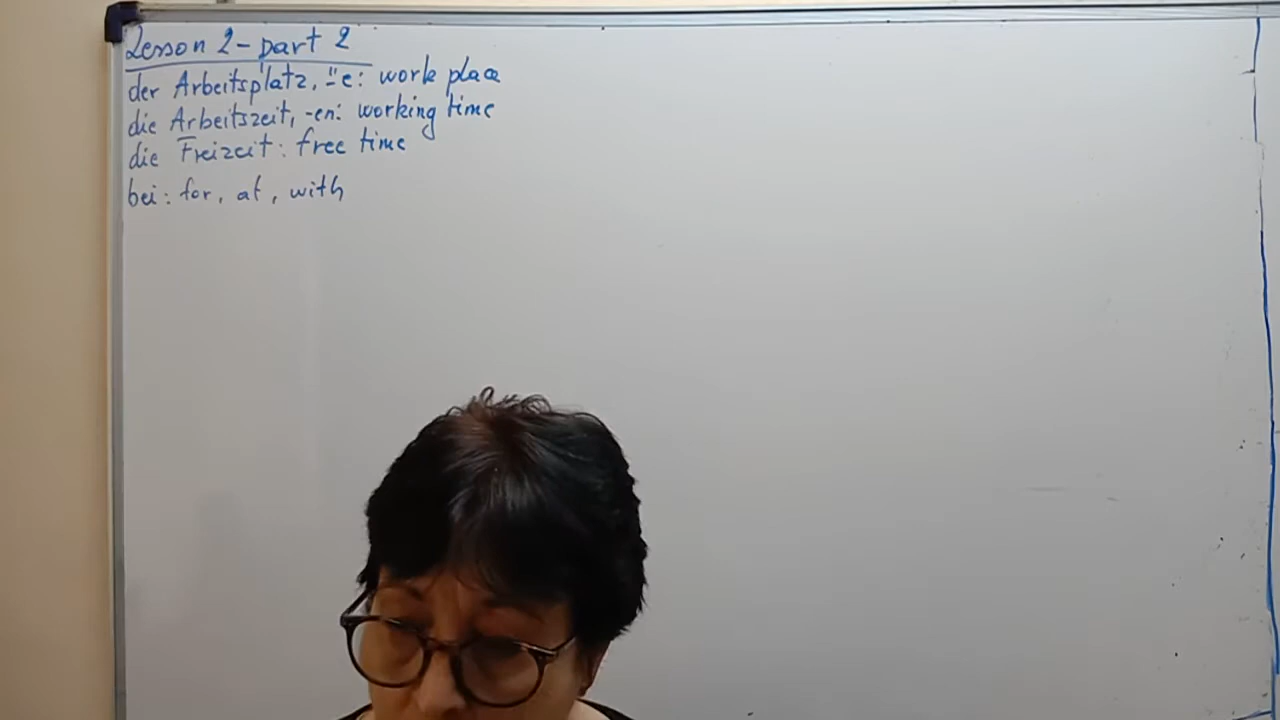 Lesson 2 - part 2
der Arbeitsplatz, ⸚e: work place
die Arbeitszeit, -en: working time
die Freizeit: free time
bei: for, at, with